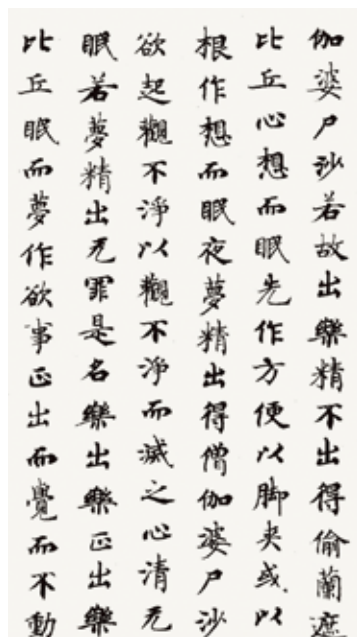 伽婆尸沙若故出樂精不出得偷蘭遮
比丘心想而眠先作方便以脚夾或以
根作想而眠夜夢精出得僧伽婆尸沙
欲起觀不淨以觀不淨而滅之心清无
眠若夢精出无罪是名樂出樂正出樂
比丘眠而夢作欲事正出而覺而不動